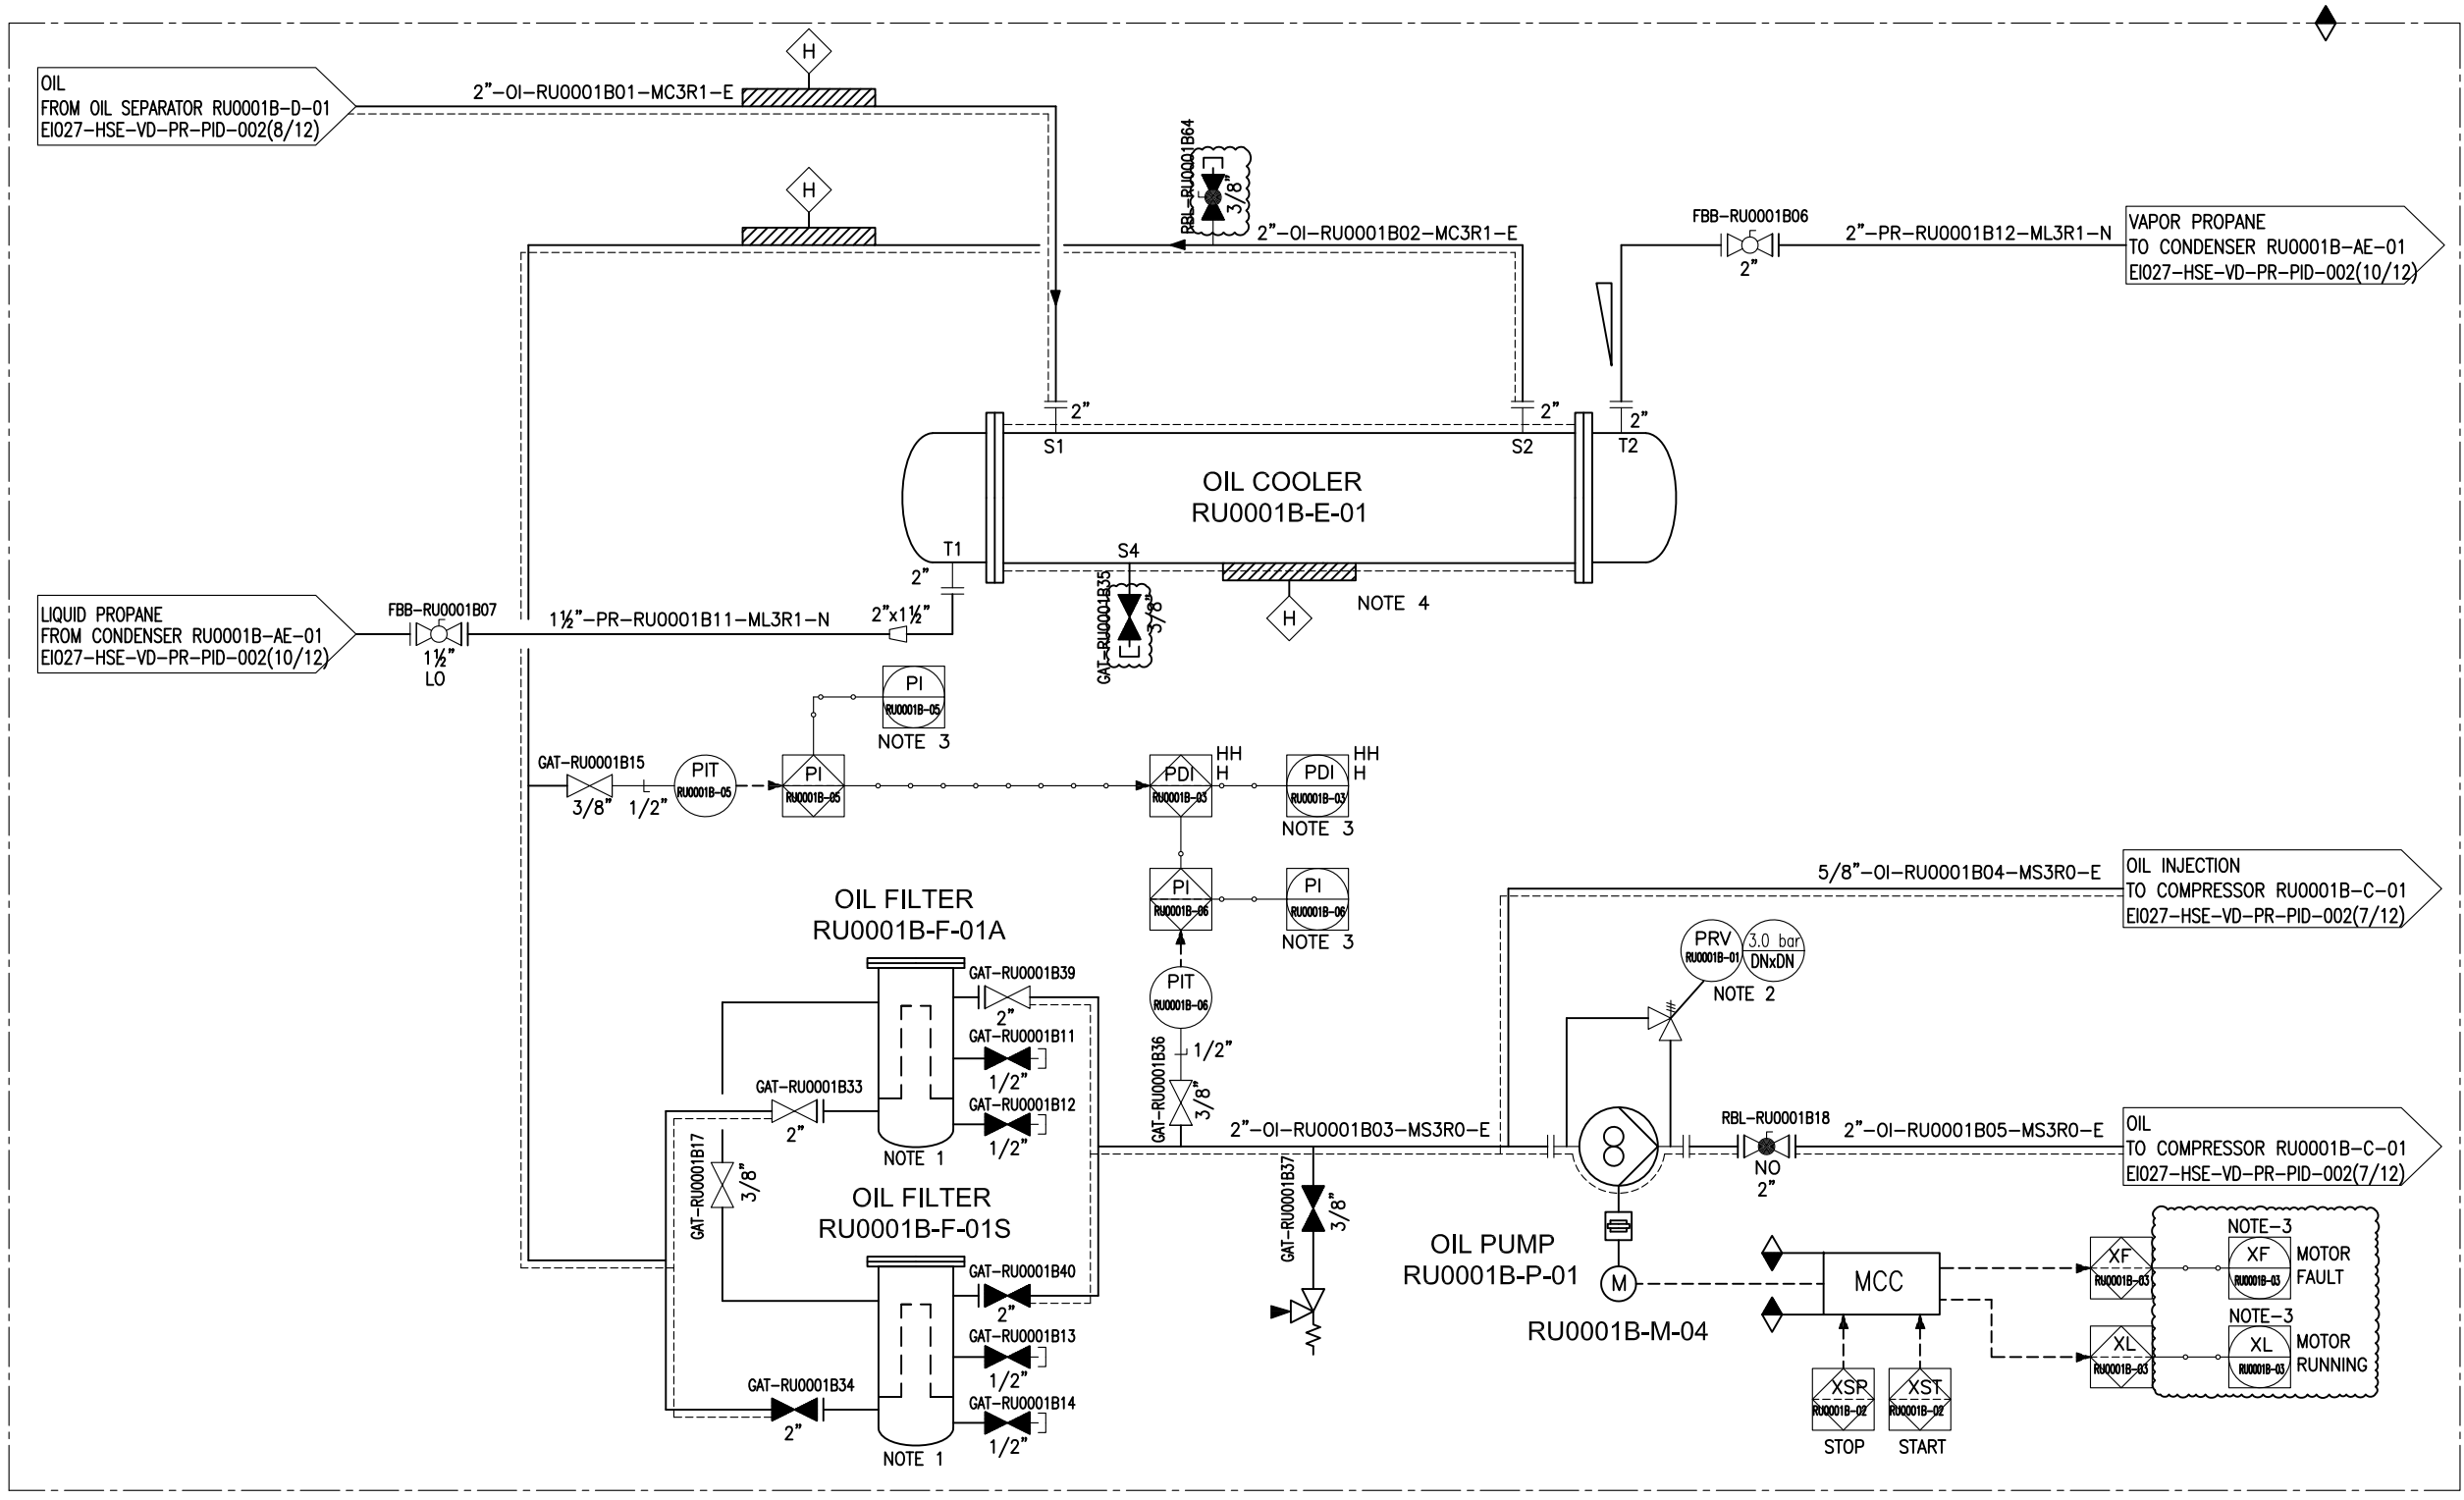 H
OIL
FROM OIL SEPARATOR RU0001B-D-01
EI027-HSE-VD-PR-PID-002(8/12)
2"-OI-RU0001B01-MC3R1-E
H
RBL-RU0001B64
3/8"
2"-OI-RU0001B02-MC3R1-E
FBB-RU0001B06
2"
2"-PR-RU0001B12-ML3R1-N
VAPOR PROPANE
TO CONDENSER RU0001B-AE-01
EI027-HSE-VD-PR-PID-002(10/12)
2"
2"
2"
S1
S2
T2
OIL COOLER
RU0001B-E-01
T1
S4
2"
GAT-RU0001B35
3/8"
H
NOTE 4
LIQUID PROPANE
FROM CONDENSER RU0001B-AE-01
EI027-HSE-VD-PR-PID-002(10/12)
FBB-RU0001B07
1½"
LO
1½"-PR-RU0001B11-ML3R1-N
2"x1½"
PI
RU0001B-05
NOTE 3
GAT-RU0001B15
3/8"
1/2"
PIT
RU0001B-05
PI
RU0001B-05
PDI
RU0001B-03
HH
H
PDI
RU0001B-03
HH
H
NOTE 3
PI
RU0001B-06
PI
RU0001B-06
NOTE 3
PIT
RU0001B-06
1/2"
GAT-RU0001B36
3/8"
5/8"-OI-RU0001B04-MS3R0-E
OIL INJECTION
TO COMPRESSOR RU0001B-C-01
EI027-HSE-VD-PR-PID-002(7/12)
OIL FILTER
RU0001B-F-01A
GAT-RU0001B39
2"
GAT-RU0001B11
1/2"
GAT-RU0001B12
1/2"
GAT-RU0001B33
2"
NOTE 1
GAT-RU0001B17
3/8"
PRV
RU0001B-01
3.0 bar
DNxDN
NOTE 2
2"-OI-RU0001B03-MS3R0-E
GAT-RU0001B37
3/8"
RBL-RU0001B18
NO
2"
2"-OI-RU0001B05-MS3R0-E
OIL
TO COMPRESSOR RU0001B-C-01
EI027-HSE-VD-PR-PID-002(7/12)
OIL FILTER
RU0001B-F-01S
GAT-RU0001B40
2"
GAT-RU0001B13
1/2"
GAT-RU0001B14
1/2"
GAT-RU0001B34
2"
NOTE 1
OIL PUMP
RU0001B-P-01
M
RU0001B-M-04
MCC
XSP
RU0001B-02
STOP
XST
RU0001B-02
START
XF
RU0001B-03
NOTE-3
XF
RU0001B-03
MOTOR
FAULT
XL
RU0001B-03
NOTE-3
XL
RU0001B-03
MOTOR
RUNNING